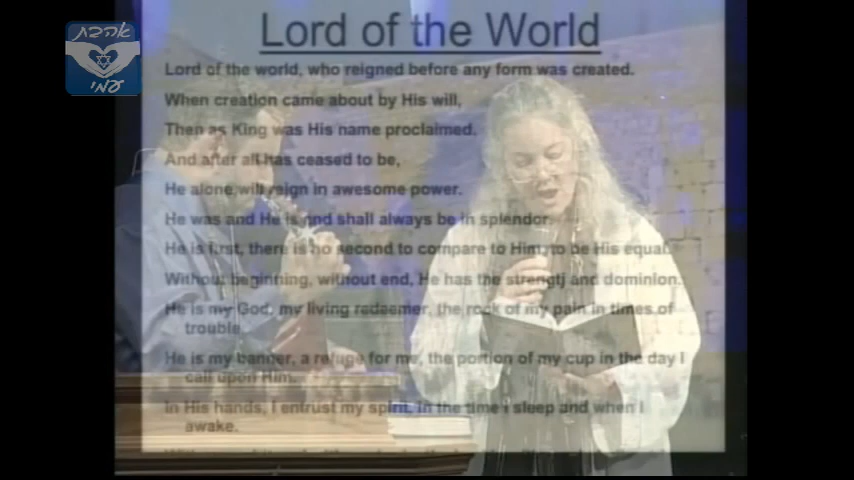 אהבת
עמי
Lord of the World
Lord of the world, who reigned before any form was created.
When creation came about by His will,
Then as King was His name proclaimed.
And after all has ceased to be,
He alone will reign in awesome power.
He was and He is and shall always be in splendor.
He is first, there is no second to compare to Him, to be His equal.
Without beginning, without end, He has the strength and dominion.
He is my God, my living redeemer, the rock of my pain in times of
trouble.
He is my banner, a refuge for me, the portion of my cup in the day I
call upon Him.
In His hands, I entrust my spirit. In the time I sleep and when I
awake.